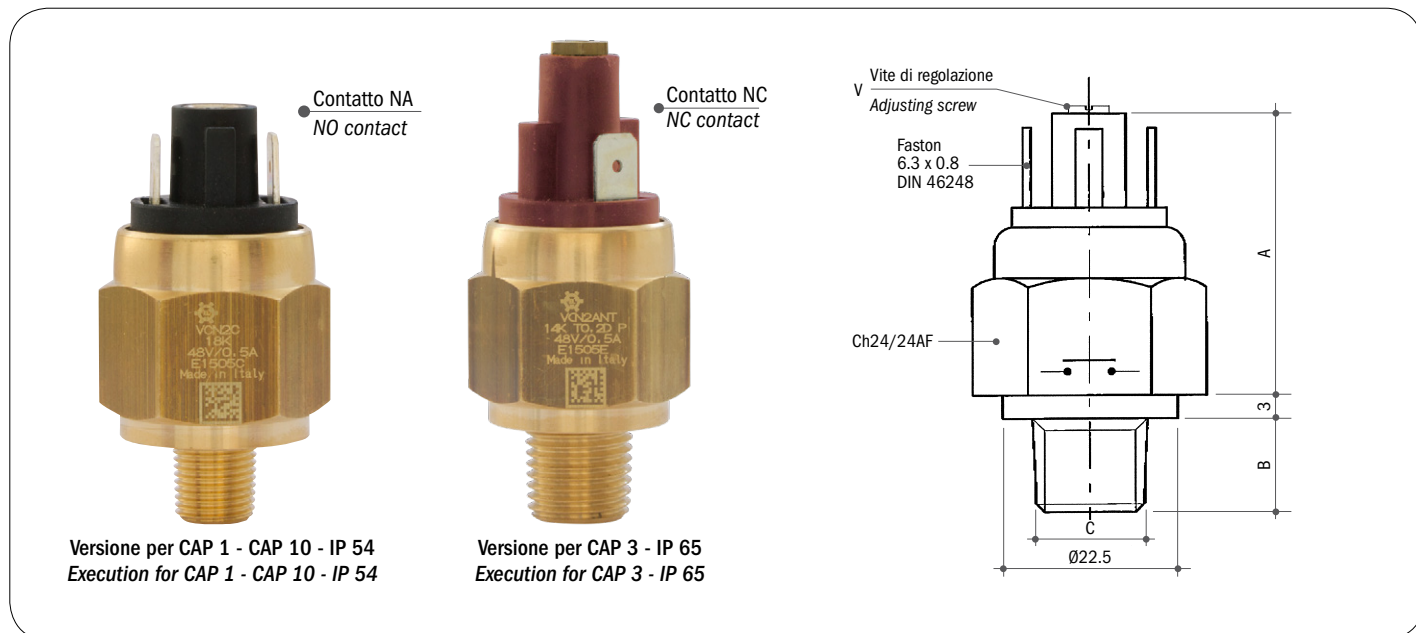 Contatto NA
NO contact
VCN2C
18K
48V/0.5A
E1505C
Made in Italy
Versione per CAP 1 - CAP 10 - IP 54
Execution for CAP 1 - CAP 10 - IP 54
Contatto NC
NC contact
VCN2ANT
14K T0.2D P
48V/0.5A
E1505E
Made in Italy
Versione per CAP 3 - IP 65
Execution for CAP 3 - IP 65
Vite di regolazione
V
Adjusting screw
Faston
6.3 x 0.8
DIN 46248
A
Ch24/24AF
3
B
C
Ø22.5